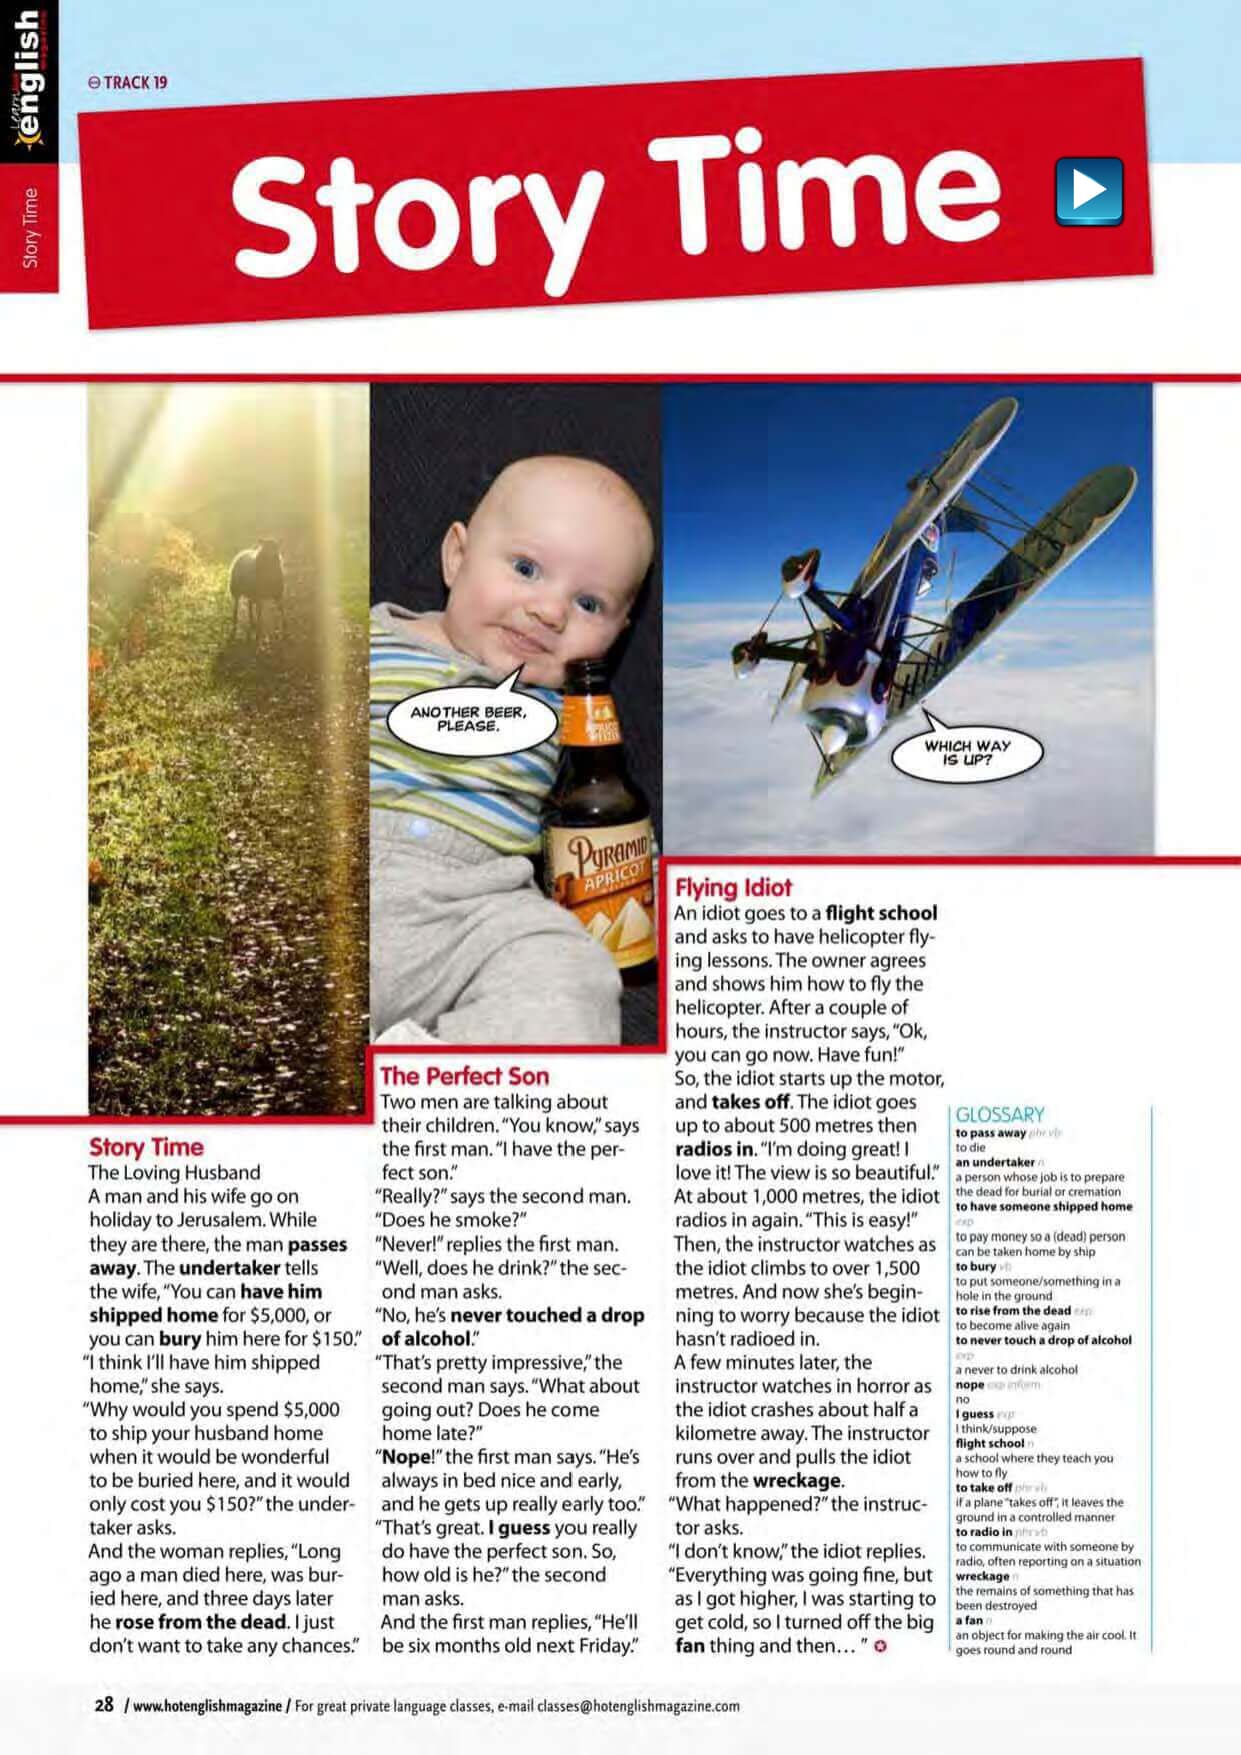 Learn hot
english
magazine
Story Time
TRACK 19
Story Time
ANOTHER BEER,
PLEASE.
PYRAMID
APRICOT
WHICH WAY
IS UP?
Story Time
The Loving Husband
A man and his wife go on
holiday to Jerusalem. While
they are there, the man passes
away. The undertaker tells
the wife, “You can have him
shipped home for $5,000, or
you can bury him here for $150.”
“I think I’ll have him shipped
home,” she says.
“Why would you spend $5,000
to ship your husband home
when it would be wonderful
to be buried here, and it would
only cost you $150?” the under-
taker asks.
And the woman replies, “Long
ago a man died here, was bur-
ied here, and three days later
he rose from the dead. I just
don’t want to take any chances.”
The Perfect Son
Two men are talking about
their children. “You know,” says
the first man. “I have the per-
fect son.”
“Really?” says the second man.
“Does he smoke?”
“Never!” replies the first man.
“Well, does he drink?” the sec-
ond man asks.
“No, he’s never touched a drop
of alcohol.”
“That’s pretty impressive,” the
second man says. “What about
going out? Does he come
home late?”
“Nope!” the first man says. “He’s
always in bed nice and early,
and he gets up really early too.”
“That’s great. I guess you really
do have the perfect son. So,
how old is he?” the second
man asks.
And the first man replies, “He’ll
be six months old next Friday.”
Flying Idiot
An idiot goes to a flight school
and asks to have helicopter fly-
ing lessons. The owner agrees
and shows him how to fly the
helicopter. After a couple of
hours, the instructor says, “Ok,
you can go now. Have fun!”
So, the idiot starts up the motor,
and takes off. The idiot goes
up to about 500 metres then
radios in. “I’m doing great! I
love it! The view is so beautiful.”
At about 1,000 metres, the idiot
radios in again. “This is easy!”
Then, the instructor watches as
the idiot climbs to over 1,500
metres. And now she’s begin-
ning to worry because the idiot
hasn’t radioed in.
A few minutes later, the
instructor watches in horror as
the idiot crashes about half a
kilometre away. The instructor
runs over and pulls the idiot
from the wreckage.
“What happened?” the instruc-
tor asks.
“I don’t know,” the idiot replies.
“Everything was going fine, but
as I got higher, I was starting to
get cold, so I turned off the big
fan thing and then… ”
GLOSSARY
to pass away phr vb
to die
an undertaker n
a person whose job is to prepare
the dead for burial or cremation
to have someone shipped home
exp
to pay money so a (dead) person
can be taken home by ship
to bury vb
to put someone/something in a
hole in the ground
to rise from the dead exp
to become alive again
to never touch a drop of alcohol
exp
a never to drink alcohol
nope exp inform
no
I guess exp
I think/suppose
flight school n
a school where they teach you
how to fly
to take off phr vb
if a plane “takes off”, it leaves the
ground in a controlled manner
to radio in phr vb
to communicate with someone by
radio, often reporting on a situation
wreckage n
the remains of something that has
been destroyed
a fan n
an object for making the air cool. It
goes round and round
28 / www.hotenglishmagazine / For great private language classes, e-mail classes@hotenglishmagazine.com